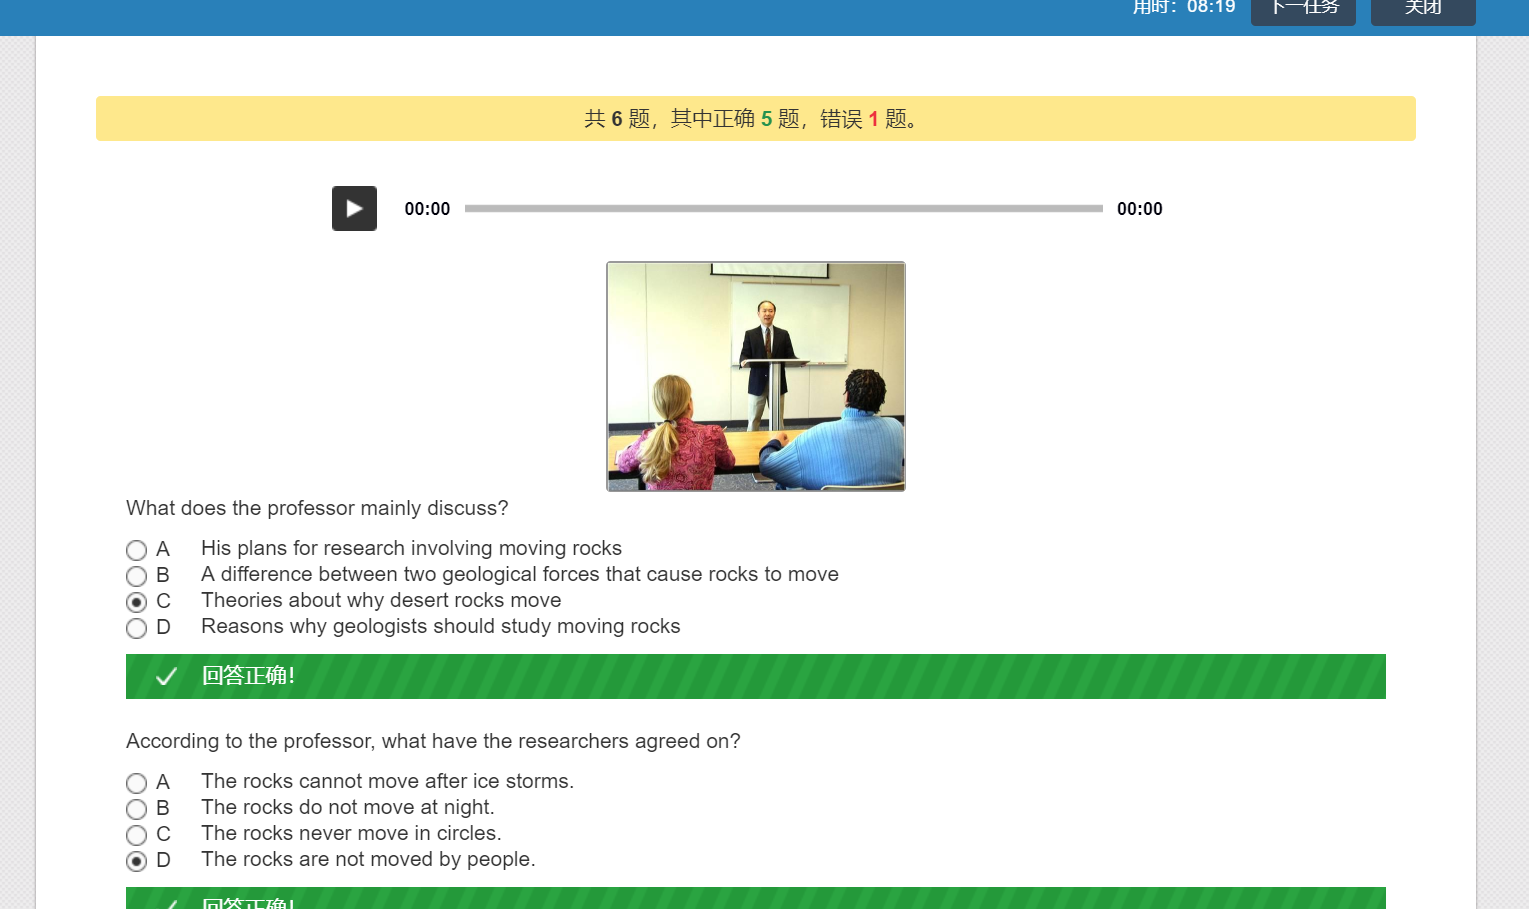 用时：08:19 下一任务 关闭
共 6 题，其中正确 5 题，错误 1 题。
00:00 00:00
What does the professor mainly discuss?
A His plans for research involving moving rocks
B A difference between two geological forces that cause rocks to move
C Theories about why desert rocks move
D Reasons why geologists should study moving rocks
回答正确!
According to the professor, what have the researchers agreed on?
A The rocks cannot move after ice storms.
B The rocks do not move at night.
C The rocks never move in circles.
D The rocks are not moved by people.
回答正确!